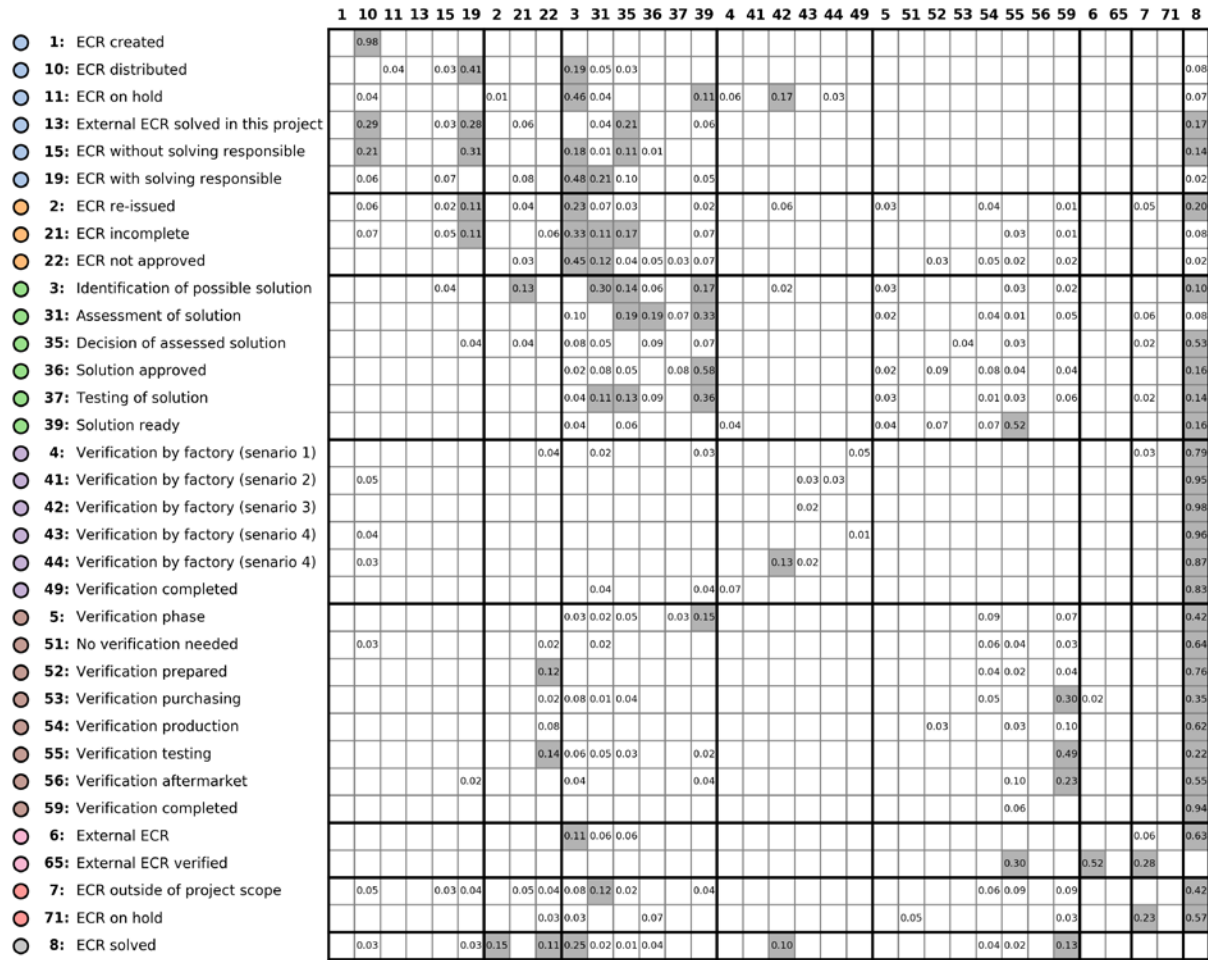 1 10 11 13 15 19 2 21 22 3 31 35 36 37 39 4 41 42 43 44 49 5 51 52 53 54 55 56 59 6 65 7 71 8
1: ECR created 0.98
10: ECR distributed 0.04 0.03 0.41 0.19 0.05 0.03 0.08
11: ECR on hold 0.04 0.01 0.46 0.04 0.11 0.06 0.17 0.03 0.07
13: External ECR solved in this project 0.29 0.03 0.28 0.06 0.04 0.21 0.06 0.17
15: ECR without solving responsible 0.21 0.31 0.18 0.01 0.11 0.01 0.14
19: ECR with solving responsible 0.06 0.07 0.08 0.48 0.21 0.10 0.05 0.02
2: ECR re-issued 0.06 0.02 0.11 0.04 0.23 0.07 0.03 0.02 0.06 0.03 0.04 0.01 0.05 0.20
21: ECR incomplete 0.07 0.05 0.11 0.06 0.33 0.11 0.17 0.07 0.03 0.01 0.08
22: ECR not approved 0.03 0.45 0.12 0.04 0.05 0.03 0.07 0.03 0.05 0.02 0.02 0.02
3: Identification of possible solution 0.04 0.13 0.30 0.14 0.06 0.17 0.02 0.03 0.03 0.02 0.10
31: Assessment of solution 0.10 0.19 0.19 0.07 0.33 0.02 0.04 0.01 0.05 0.06 0.08
35: Decision of assessed solution 0.04 0.04 0.08 0.05 0.09 0.07 0.04 0.03 0.02 0.53
36: Solution approved 0.02 0.08 0.05 0.08 0.58 0.02 0.09 0.08 0.04 0.04 0.16
37: Testing of solution 0.04 0.11 0.13 0.09 0.36 0.03 0.01 0.03 0.06 0.02 0.14
39: Solution ready 0.04 0.06 0.04 0.04 0.07 0.07 0.52 0.16
4: Verification by factory (senario 1) 0.04 0.02 0.03 0.05 0.03 0.79
41: Verification by factory (senario 2) 0.05 0.03 0.03 0.95
42: Verification by factory (senario 3) 0.02 0.98
43: Verification by factory (senario 4) 0.04 0.01 0.96
44: Verification by factory (senario 4) 0.03 0.13 0.02 0.87
49: Verification completed 0.04 0.04 0.07 0.83
5: Verification phase 0.03 0.02 0.05 0.03 0.15 0.09 0.07 0.42
51: No verification needed 0.03 0.02 0.02 0.06 0.04 0.03 0.64
52: Verification prepared 0.12 0.04 0.02 0.04 0.76
53: Verification purchasing 0.02 0.08 0.01 0.04 0.05 0.30 0.02 0.35
54: Verification production 0.08 0.03 0.03 0.10 0.62
55: Verification testing 0.14 0.06 0.05 0.03 0.02 0.49 0.22
56: Verification aftermarket 0.02 0.04 0.04 0.10 0.23 0.55
59: Verification completed 0.06 0.94
6: External ECR 0.11 0.06 0.06 0.06 0.63
65: External ECR verified 0.30 0.52 0.28
7: ECR outside of project scope 0.05 0.03 0.04 0.05 0.04 0.08 0.12 0.02 0.04 0.06 0.09 0.09 0.42
71: ECR on hold 0.03 0.03 0.07 0.05 0.03 0.23 0.57
8: ECR solved 0.03 0.03 0.15 0.11 0.25 0.02 0.01 0.04 0.10 0.04 0.02 0.13